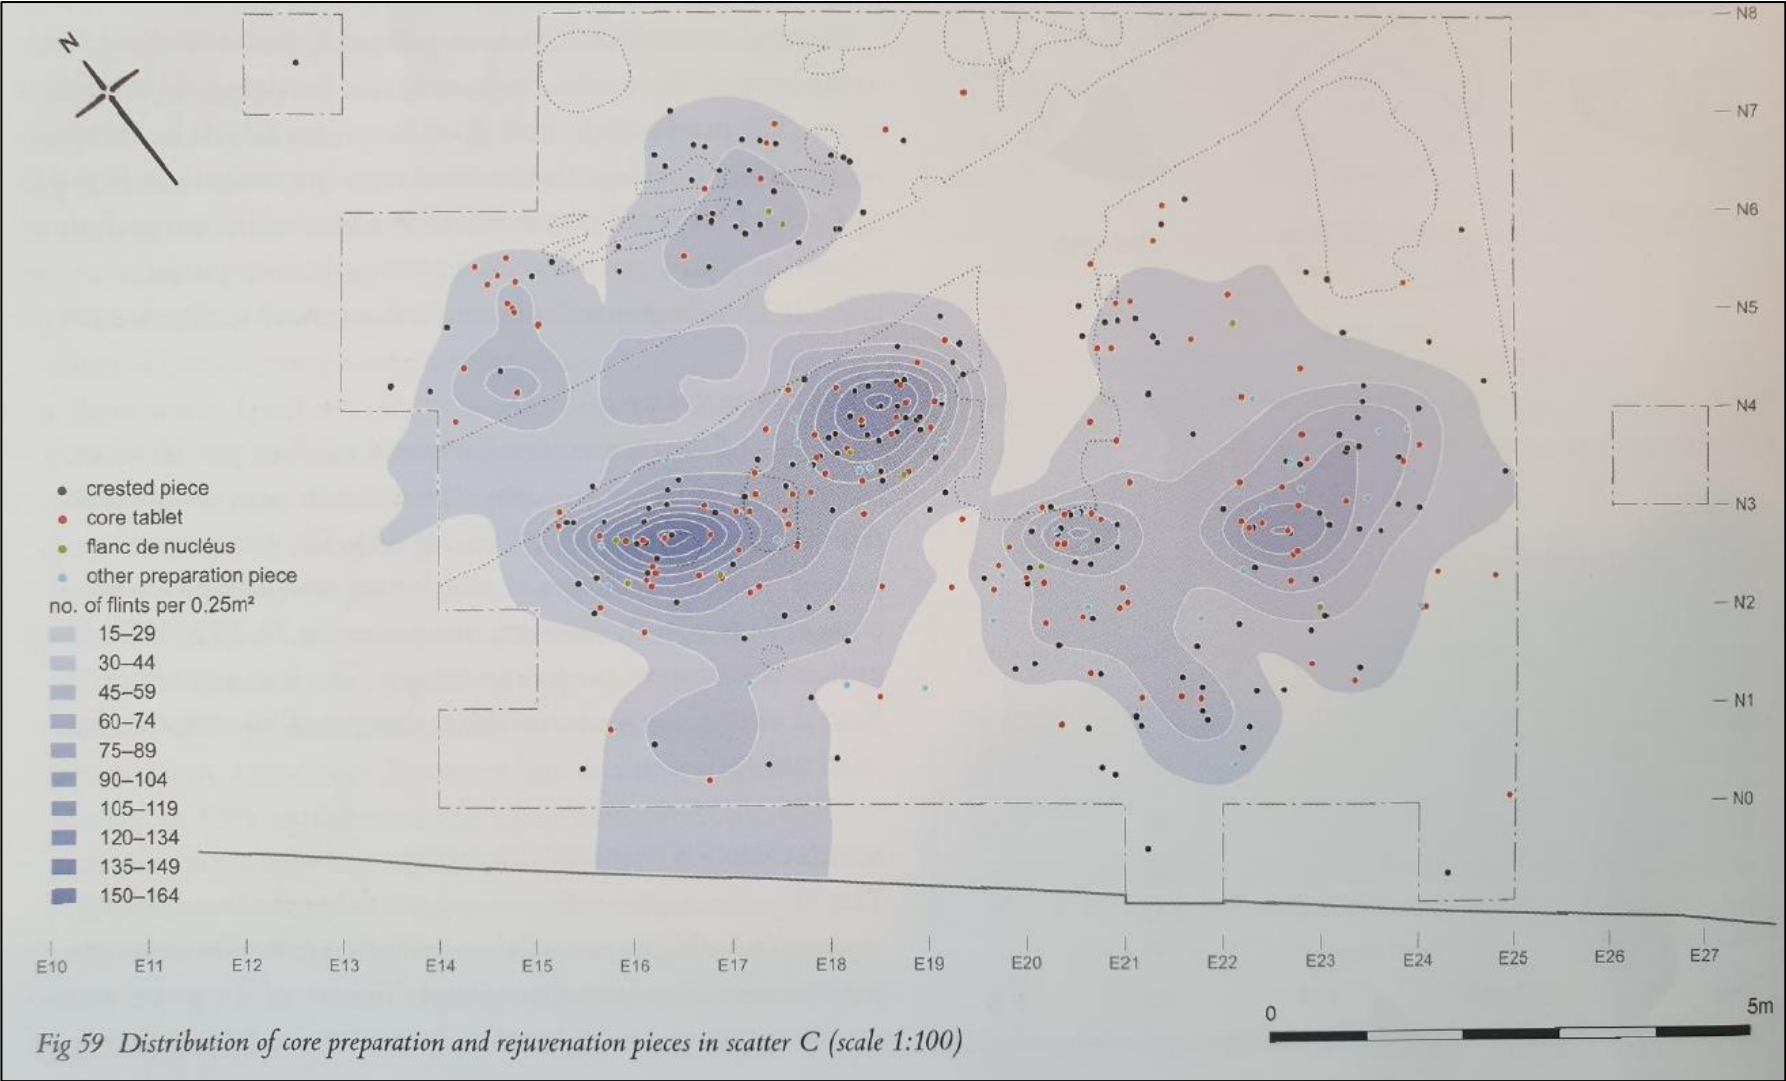 N
N8
N7
N6
N5
N4
N3
N2
N1
N0
crested piece
core tablet
flanc de nucléus
other preparation piece
no. of flints per 0.25m²
15–29
30–44
45–59
60–74
75–89
90–104
105–119
120–134
135–149
150–164
E10 E11 E12 E13 E14 E15 E16 E17 E18 E19 E20 E21 E22 E23 E24 E25 E26 E27
0 5m
Fig 59 Distribution of core preparation and rejuvenation pieces in scatter C (scale 1:100)